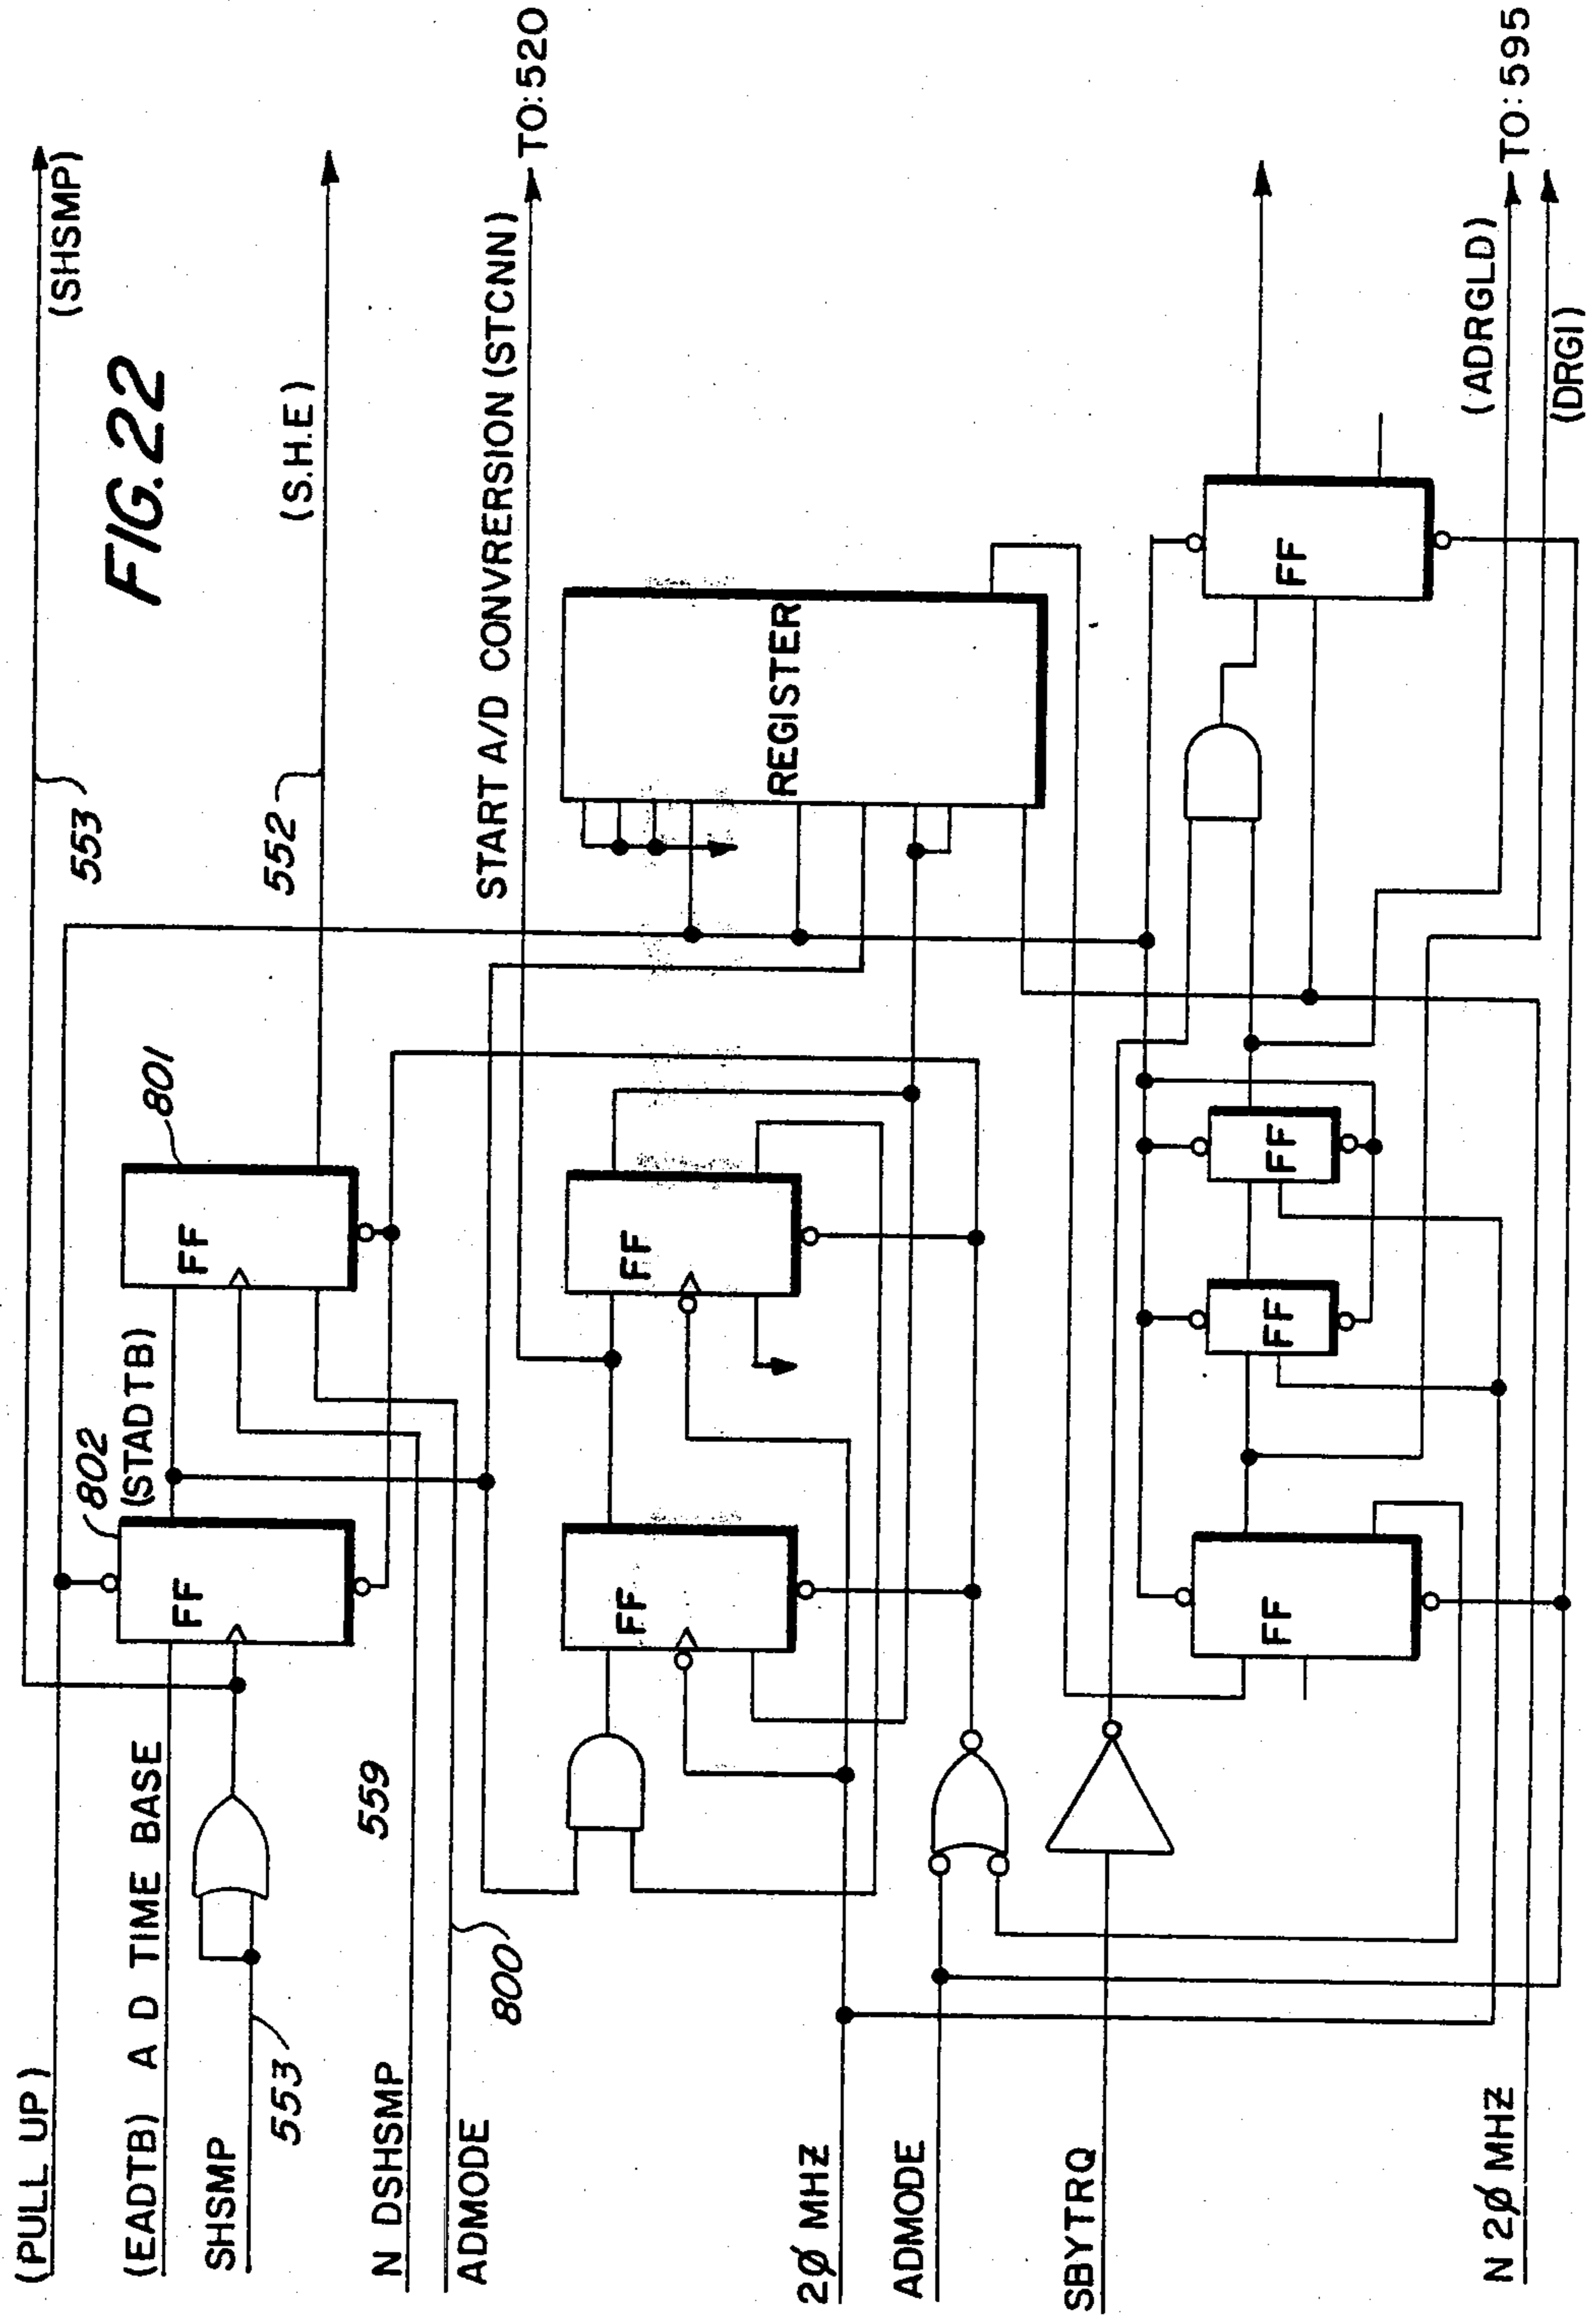 FIG. 22
(PULL UP)
(SHSMP)
553
(EADTB) A D TIME BASE
802
(STADTB)
801
(S.H.E)
552
SHSMP
553
FF
FF
N DSHSMP
559
ADMODE
800
START A/D CONVRERSION (STCNN)
TO:520
FF
FF
REGISTER
2Ø MHZ
ADMODE
SBYTRQ
FF
FF
FF
FF
(ADRGLD)
TO:595
(DRGI)
N 2Ø MHZ